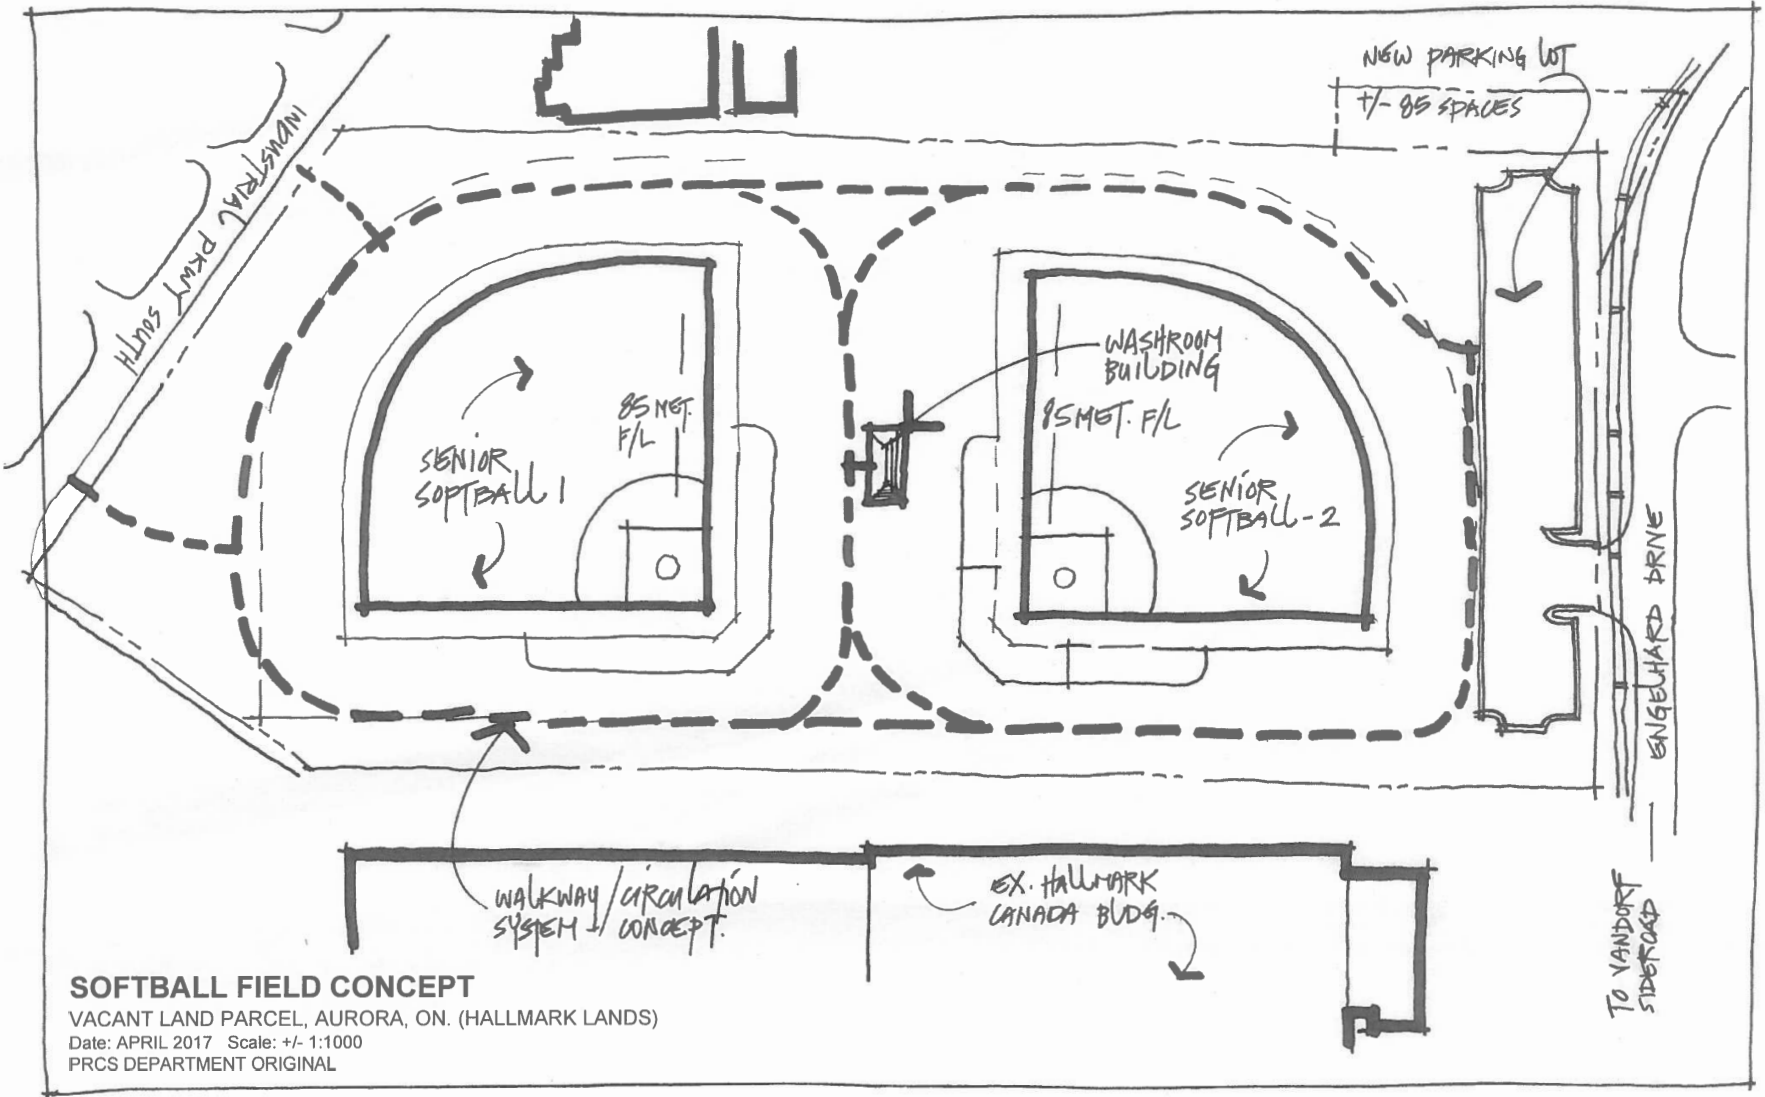 NEW PARKING LOT
+/- 85 SPACES
INDUSTRIAL PKWY SOUTH
WASHROOM
BUILDING
85 MET.
F/L
85 MET. F/L
SENIOR
SOFTBALL 1
SENIOR
SOFTBALL - 2
ENGELHARD DRIVE
WALKWAY / CIRCULATION
SYSTEM +/ CONCEPT.
EX. HALLMARK
CANADA BLDG.
TO VANDORF
SIDEROAD
SOFTBALL FIELD CONCEPT
VACANT LAND PARCEL, AURORA, ON. (HALLMARK LANDS)
Date: APRIL 2017 Scale: +/- 1:1000
PRCS DEPARTMENT ORIGINAL